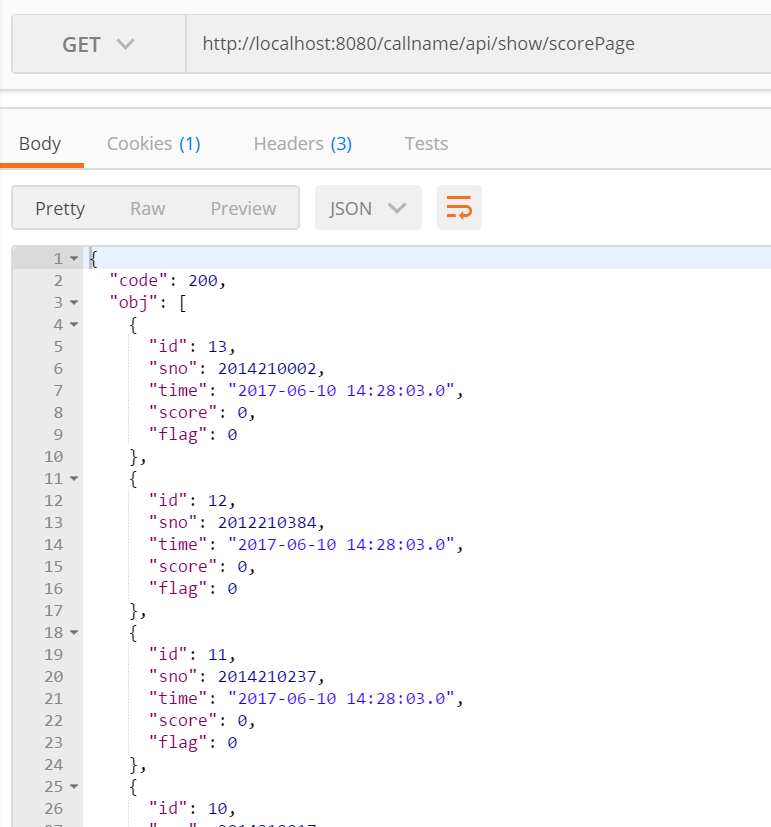 GET http://localhost:8080/callname/api/show/scorePage
Body Cookies (1) Headers (3) Tests
Pretty Raw Preview JSON
1 {
2 "code": 200,
3 "obj": [
4 {
5 "id": 13,
6 "sno": 2014210002,
7 "time": "2017-06-10 14:28:03.0",
8 "score": 0,
9 "flag": 0
10 },
11 {
12 "id": 12,
13 "sno": 2012210384,
14 "time": "2017-06-10 14:28:03.0",
15 "score": 0,
16 "flag": 0
17 },
18 {
19 "id": 11,
20 "sno": 2014210237,
21 "time": "2017-06-10 14:28:03.0",
22 "score": 0,
23 "flag": 0
24 },
25 {
26 "id": 10,